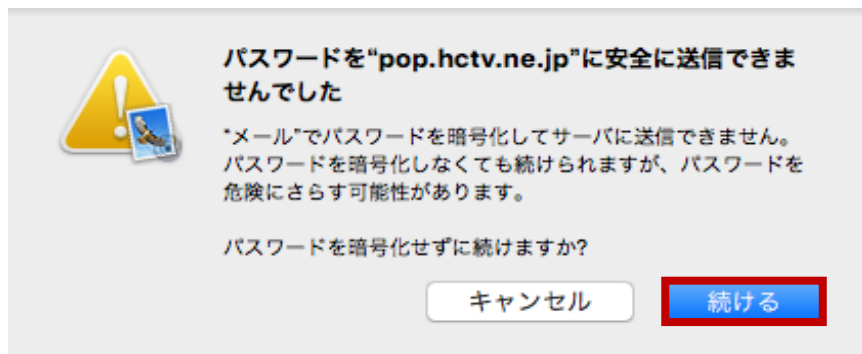 パスワードを“pop.hctv.ne.jp”に安全に送信できま
せんでした
“メール”でパスワードを暗号化してサーバに送信できません。
パスワードを暗号化しなくても続けられますが、パスワードを
危険にさらす可能性があります。
パスワードを暗号化せずに続けますか?
キャンセル 続ける